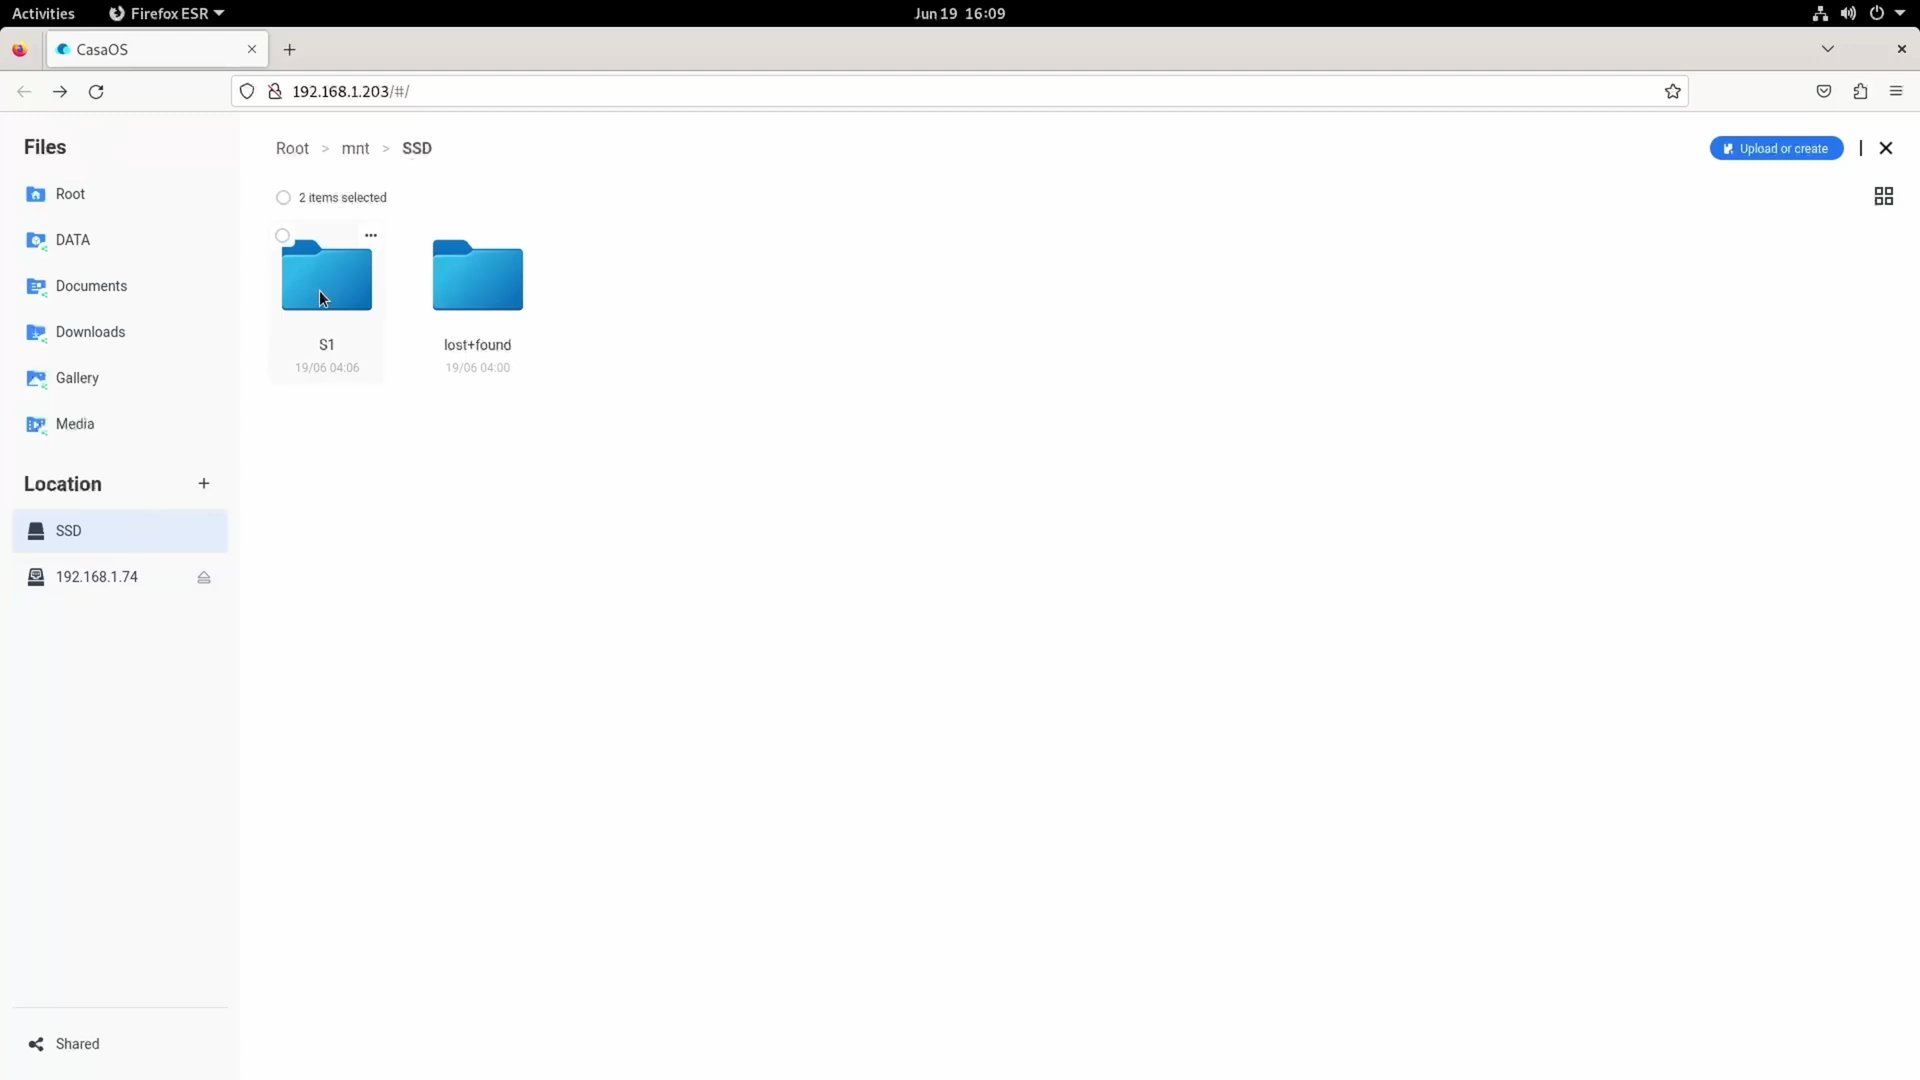 Activities Firefox ESR Jun 19 16:09
CasaOS
192.168.1.203/#/
Files
Root
DATA
Documents
Downloads
Gallery
Media
Location +
SSD
192.168.1.74
Shared
Root > mnt > SSD
Upload or create
2 items selected
S1
19/06 04:06
lost+found
19/06 04:00